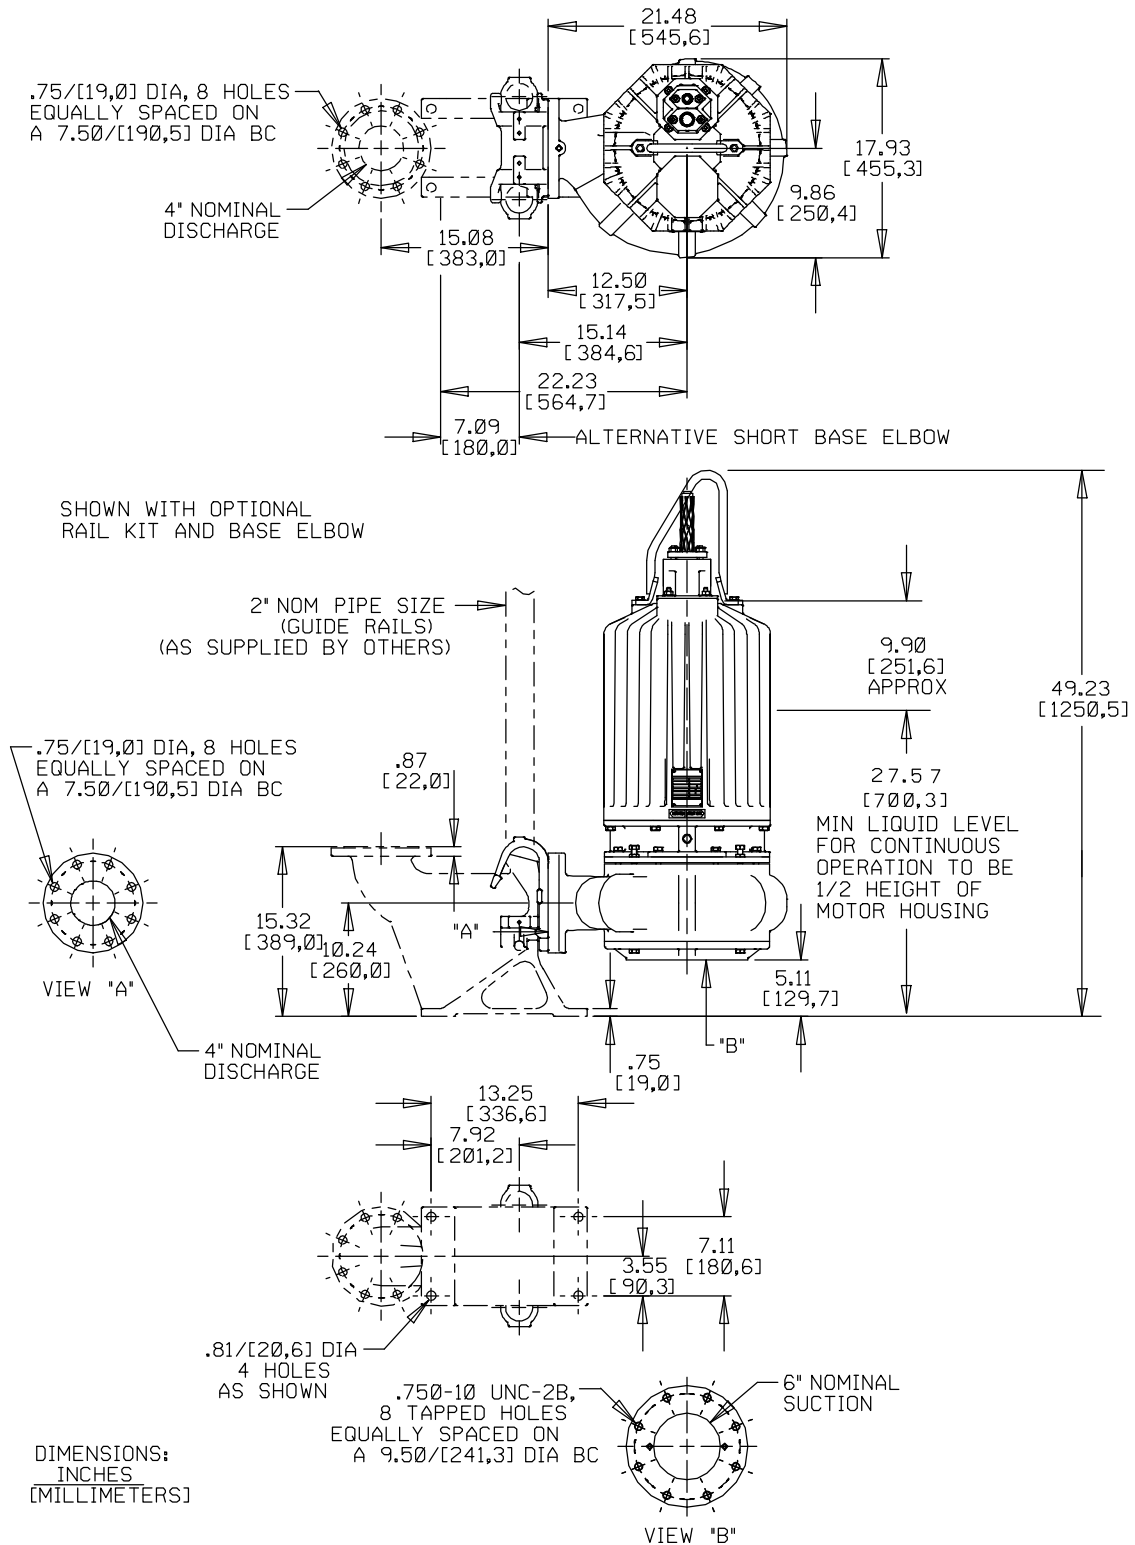 21.48
[545,6]
.75/[19,0] DIA, 8 HOLES
EQUALLY SPACED ON
A 7.50/[190,5] DIA BC
17.93
[455,3]
9.86
[250,4]
4" NOMINAL
DISCHARGE
15.08
[383,0]
12.50
[317,5]
15.14
[384,6]
22.23
[564,7]
7.09
[180,0]
ALTERNATIVE SHORT BASE ELBOW
SHOWN WITH OPTIONAL
RAIL KIT AND BASE ELBOW
2" NOM PIPE SIZE
(GUIDE RAILS)
(AS SUPPLIED BY OTHERS)
9.90
[251,6]
APPROX
49.23
[1250,5]
.75/[19,0] DIA, 8 HOLES
EQUALLY SPACED ON
A 7.50/[190,5] DIA BC
.87
[22,0]
27.57
[700,3]
MIN LIQUID LEVEL
FOR CONTINUOUS
OPERATION TO BE
1/2 HEIGHT OF
MOTOR HOUSING
15.32
[389,0]
10.24
[260,0]
"A"
VIEW "A"
5.11
[129,7]
"B"
4" NOMINAL
DISCHARGE
.75
[19,0]
13.25
[336,6]
7.92
[201,2]
7.11
[180,6]
3.55
[90,3]
.81/[20,6] DIA
4 HOLES
AS SHOWN
.750-10 UNC-2B,
8 TAPPED HOLES
EQUALLY SPACED ON
A 9.50/[241,3] DIA BC
6" NOMINAL
SUCTION
DIMENSIONS:
INCHES
[MILLIMETERS]
VIEW "B"